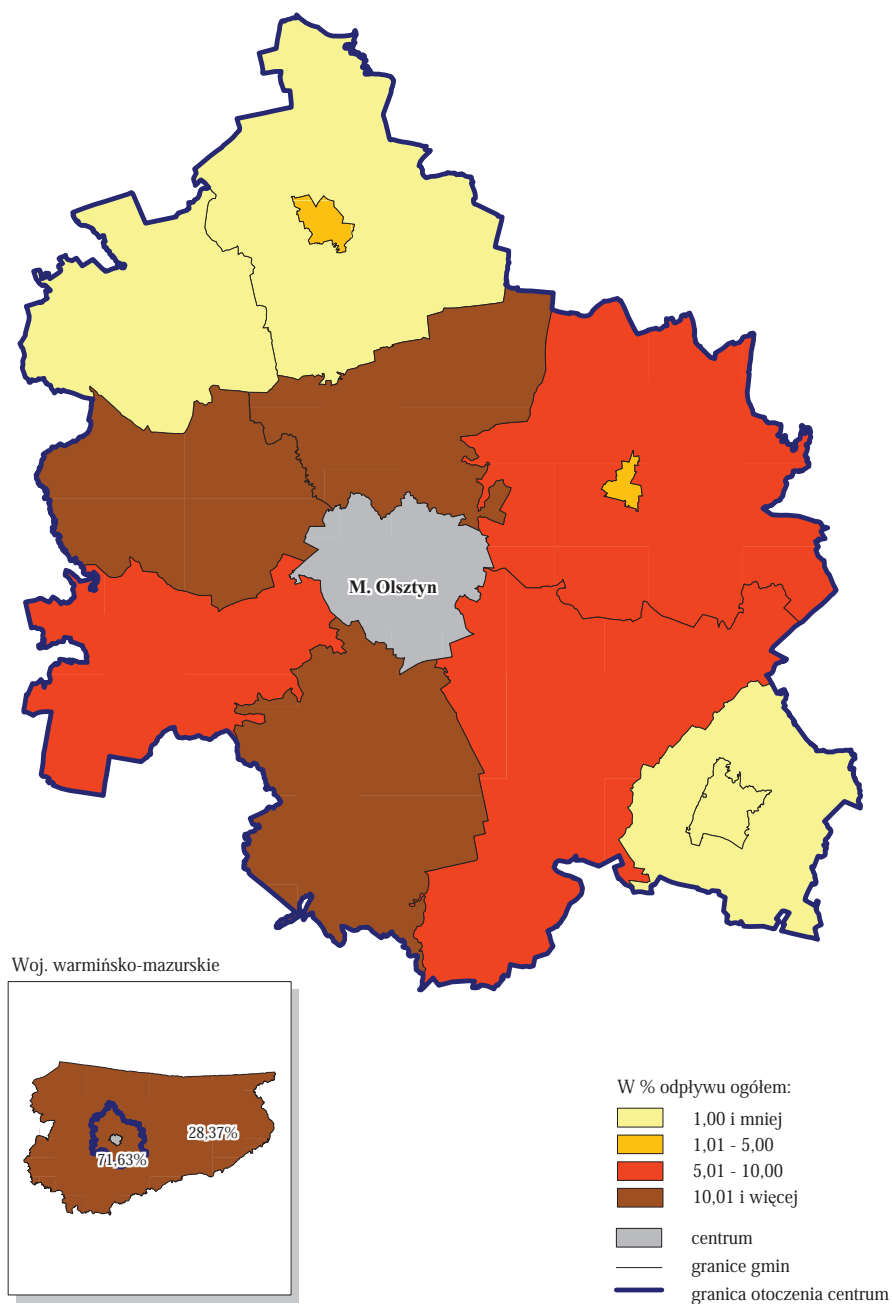 M. Olsztyn
Woj. warmińsko-mazurskie
28,37%
71,63%
W % odpływu ogółem:
1,00 i mniej
1,01 - 5,00
5,01 - 10,00
10,01 i więcej
centrum
granice gmin
granica otoczenia centrum